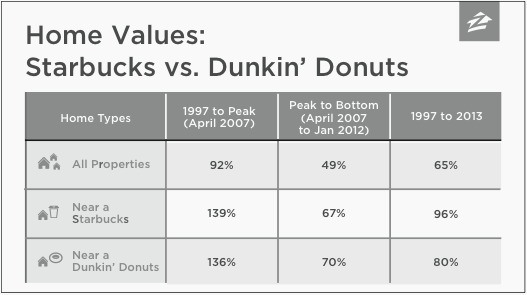 Home Values:
Starbucks vs. Dunkin' Donuts
Home Types
1997 to Peak
(April 2007)
Peak to Bottom
(April 2007
to Jan 2012)
1997 to 2013
All Properties
92%
49%
65%
Near a
Starbucks
139%
67%
96%
Near a
Dunkin' Donuts
136%
70%
80%